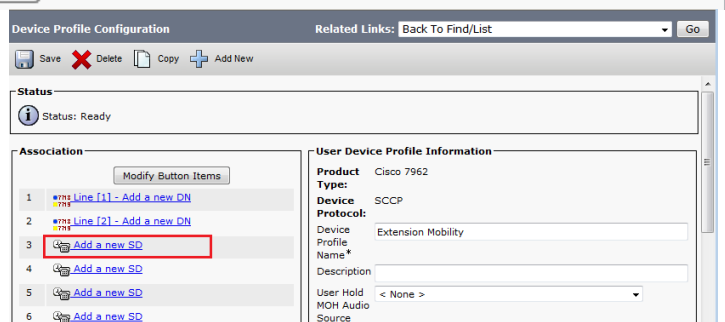 Device Profile Configuration
Related Links: Back To Find/List Go
Save Delete Copy Add New
Status
Status: Ready
Association
Modify Button Items
1 Line [1] - Add a new DN
2 Line [2] - Add a new DN
3 Add a new SD
4 Add a new SD
5 Add a new SD
6 Add a new SD
User Device Profile Information
Product Type: Cisco 7962
Device Protocol: SCCP
Device Profile Name* Extension Mobility
Description
User Hold MOH Audio Source < None >